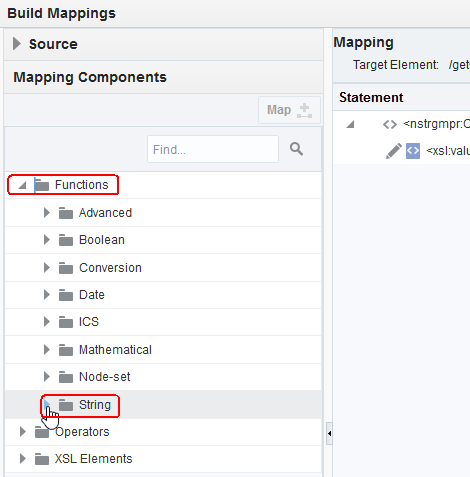 Build Mappings
Source
Mapping Components
Map
Find...
Functions
Advanced
Boolean
Conversion
Date
ICS
Mathematical
Node-set
String
Operators
XSL Elements
Mapping
Target Element: /get
Statement
<nstrgmpr:C
<xsl:valu